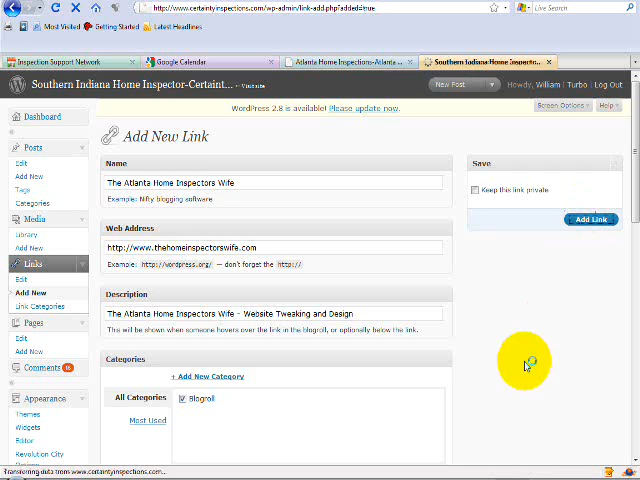 http://www.certaintyinspections.com/wp-admin/link-add.php?added=true
Live Search
Most Visited Getting Started Latest Headlines
Inspection Support Network Google Calendar Atlanta Home Inspections-Atlanta ... Southern Indiana Home Inspector-Certaint...
Southern Indiana Home Inspector-Certaint... Visit site New Post Howdy, William | Turbo | Log Out
WordPress 2.8 is available! Please update now. Screen Options Help
Dashboard
Add New Link
Posts
Edit
Add New
Tags
Categories
Media
Library
Add New
Links
Edit
Add New
Link Categories
Pages
Edit
Add New
Comments
Appearance
Themes
Widgets
Editor
Revolution City
Name
The Atlanta Home Inspectors Wife
Example: Nifty blogging software
Web Address
http://www.thehomeinspectorswife.com
Example: http://wordpress.org/ — don't forget the http://
Description
The Atlanta Home Inspectors Wife - Website Tweaking and Design
This will be shown when someone hovers over the link in the blogroll, or optionally below the link.
Categories
+ Add New Category
All Categories
Most Used
Blogroll
Save
Keep this link private
Add Link
Transferring data from www.certaintyinspections.com...